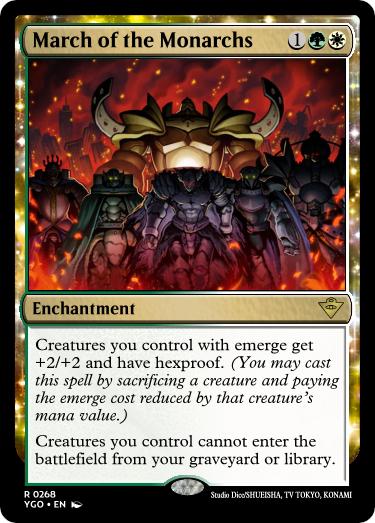 March of the Monarchs 1
Enchantment
Creatures you control with emerge get
+2/+2 and have hexproof. (You may cast
this spell by sacrificing a creature and paying
the emerge cost reduced by that creature's
mana value.)
Creatures you control cannot enter the
battlefield from your graveyard or library.
R 0268
YGO • EN Studio Dice/SHUEISHA, TV TOKYO, KONAMI